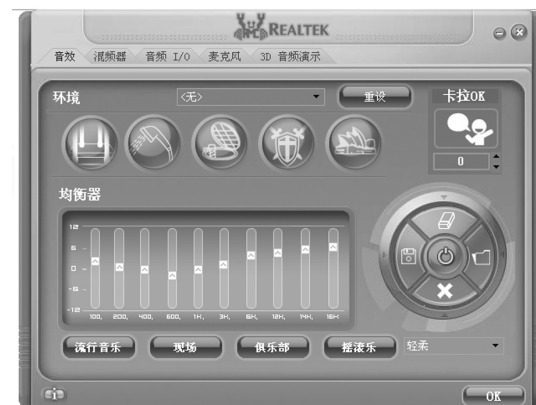 REALTEK
音效 混频器 音频 I/O 麦克风 3D 音频演示
环境 <无> 重设 卡拉OK
0
均衡器
12
6
0
-6
-12
100, 200, 400, 600, 1K, 3K, 6K, 12K, 14K, 16K
流行音乐 现场 俱乐部 摇滚乐 轻柔
OK